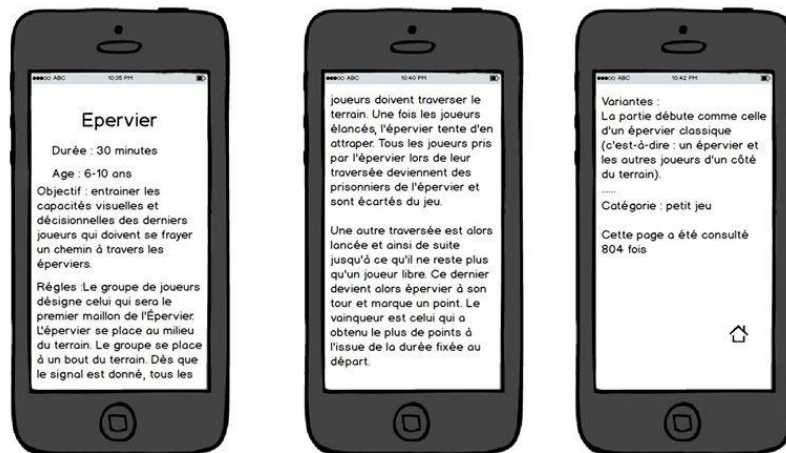 ●●●○○ ABC 10:35 PM
Epervier
Durée : 30 minutes
Age : 6-10 ans
Objectif : entrainer les
capacités visuelles et
décisionnelles des derniers
joueurs qui doivent se frayer
un chemin à travers les
éperviers.
Régles :Le groupe de joueurs
désigne celui qui sera le
premier maillon de l'Épervier.
L'épervier se place au milieu
du terrain. Le groupe se place
à un bout du terrain. Dès que
le signal est donné, tous les
●●●○○ ABC 10:40 PM
joueurs doivent traverser le
terrain. Une fois les joueurs
élancés, l'épervier tente d'en
attraper. Tous les joueurs pris
par l'épervier lors de leur
traversée deviennent des
prisonniers de l'épervier et
sont écartés du jeu.
Une autre traversée est alors
lancée et ainsi de suite
jusqu'à ce qu'il ne reste plus
qu'un joueur libre. Ce dernier
devient alors épervier à son
tour et marque un point. Le
vainqueur est celui qui a
obtenu le plus de points à
l'issue de la durée fixée au
départ.
●●●○○ ABC 10:42 PM
Variantes :
La partie débute comme celle
d'un épervier classique
(c'est-à-dire : un épervier et
les autres joueurs d'un côté
du terrain).
......
Catégorie : petit jeu
Cette page a été consulté
804 fois